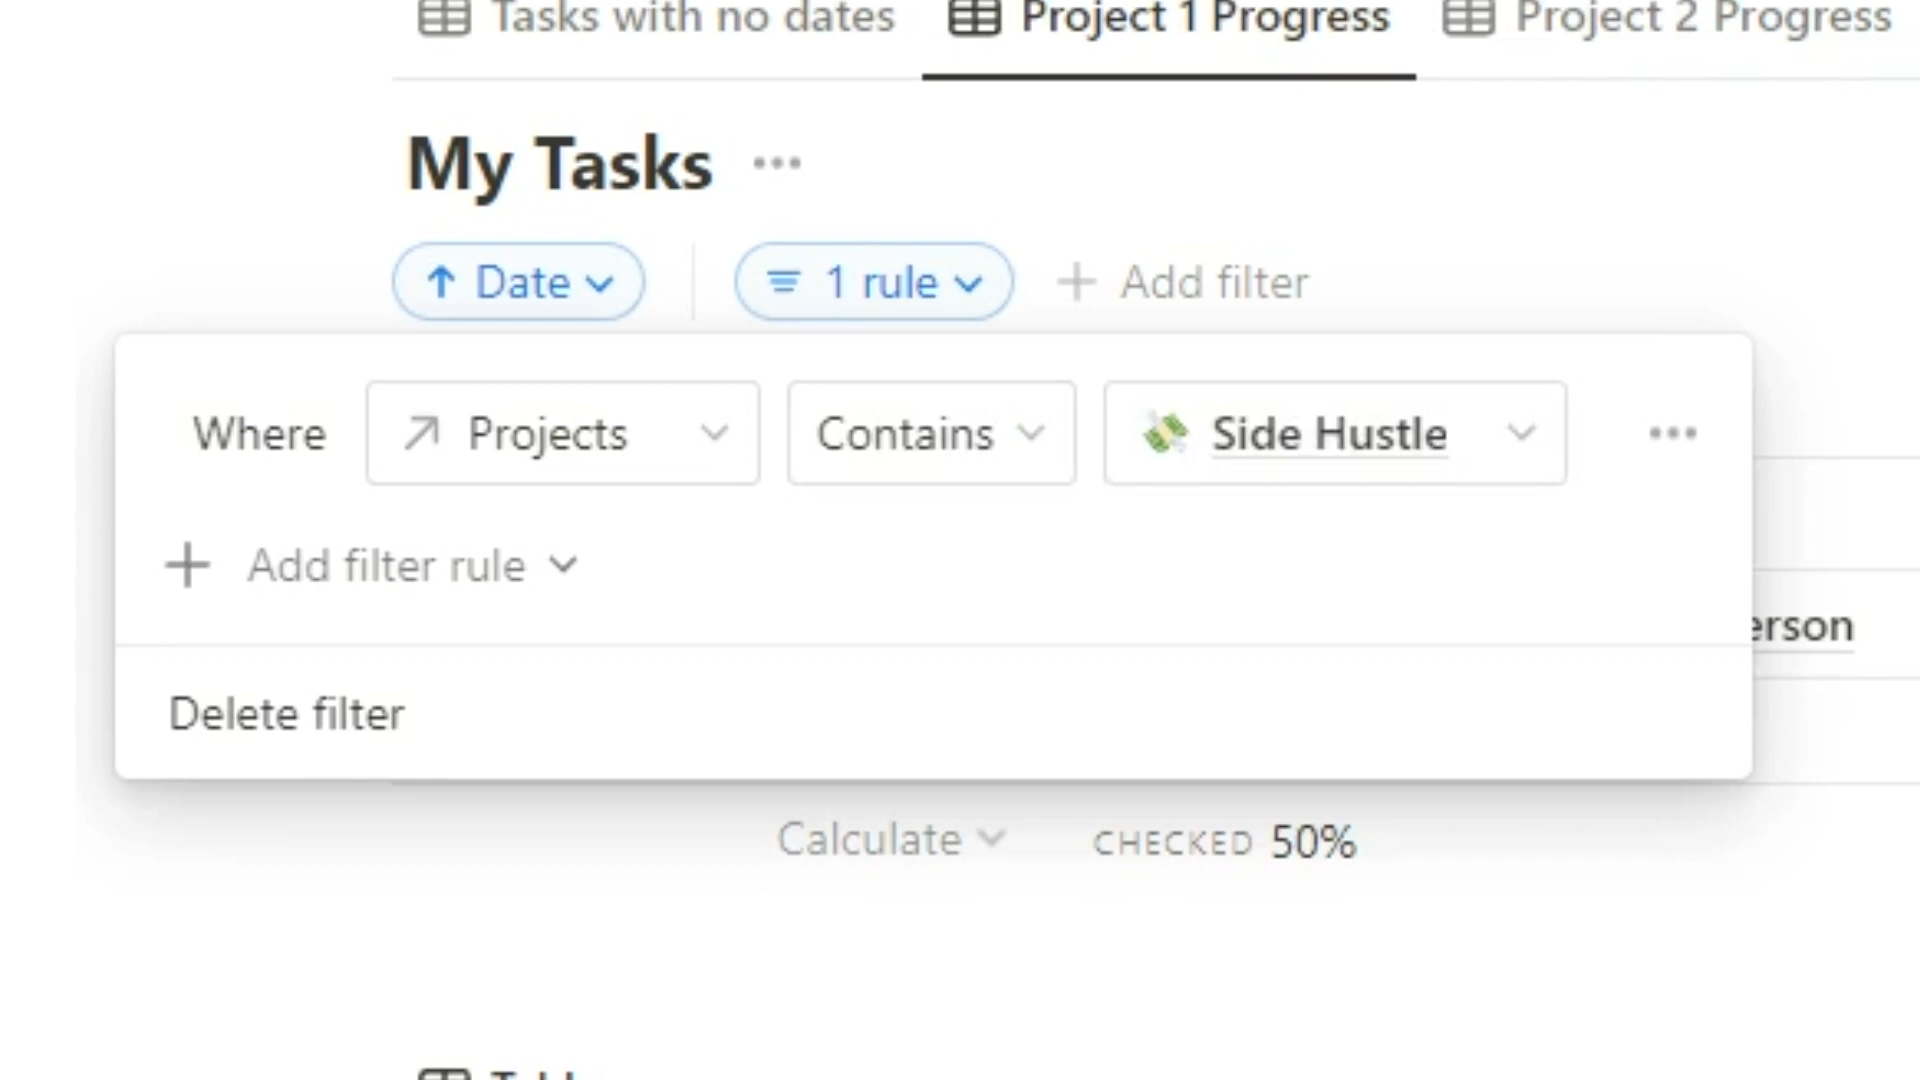 Tasks with no dates Project 1 Progress Project 2 Progress
My Tasks
Date 1 rule Add filter
Where Projects Contains Side Hustle
Add filter rule
erson
Delete filter
Calculate CHECKED 50%